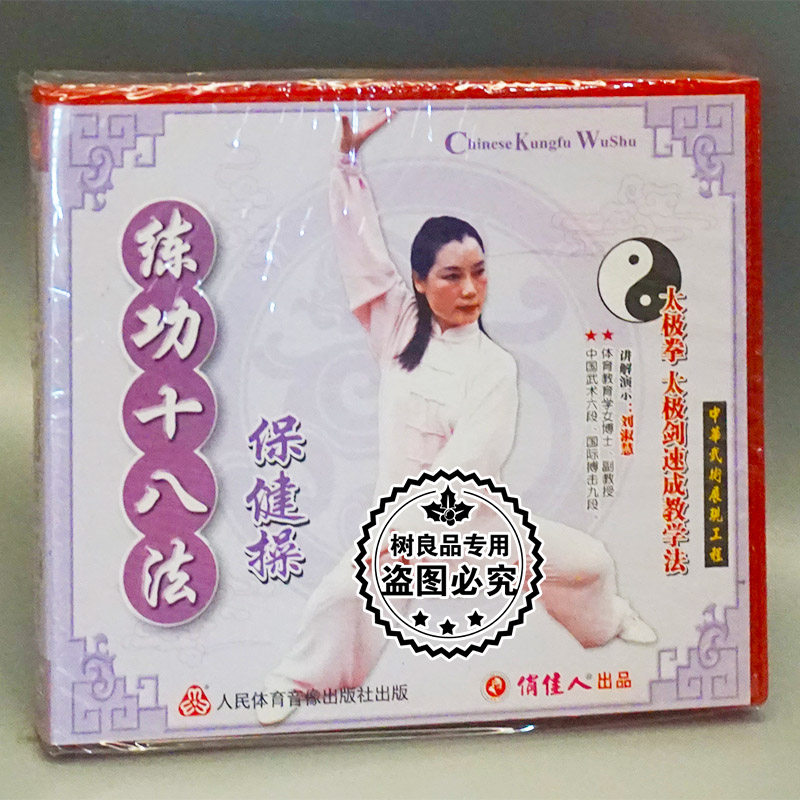 Chinese Kungfu WuShu
练功十八法
保健操
太极拳 太极剑速成教学法
中華武術展現工程
讲解演示：刘淑慧
★体育教育学女博士、副教授
★中国武术六段、国际搏击九段。
树良品专用
盗图必究
人民体育音像出版社出版
俏佳人 出品